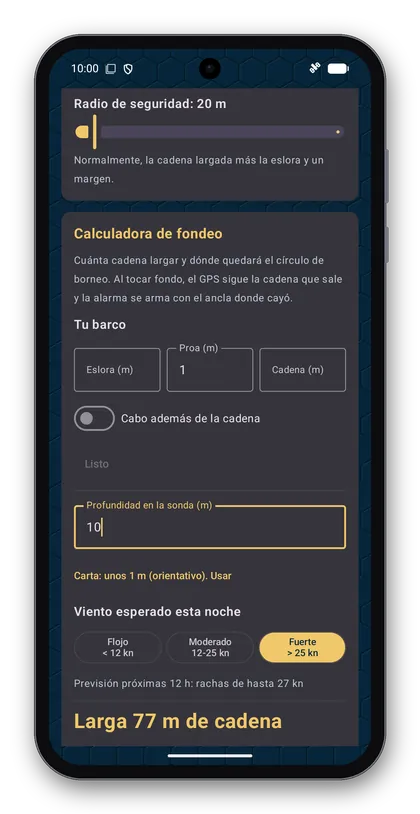 10:00
Radio de seguridad: 20 m
Normalmente, la cadena largada más la eslora y un
margen.
Calculadora de fondeo
Cuánta cadena largar y dónde quedará el círculo de
borneo. Al tocar fondo, el GPS sigue la cadena que sale
y la alarma se arma con el ancla donde cayó.
Tu barco
Eslora (m)
Proa (m)
1
Cadena (m)
Cabo además de la cadena
Listo
Profundidad en la sonda (m)
10
Carta: unos 1 m (orientativo). Usar
Viento esperado esta noche
Flojo
< 12 kn
Moderado
12-25 kn
Fuerte
> 25 kn
Previsión próximas 12 h: rachas de hasta 27 kn
Larga 77 m de cadena